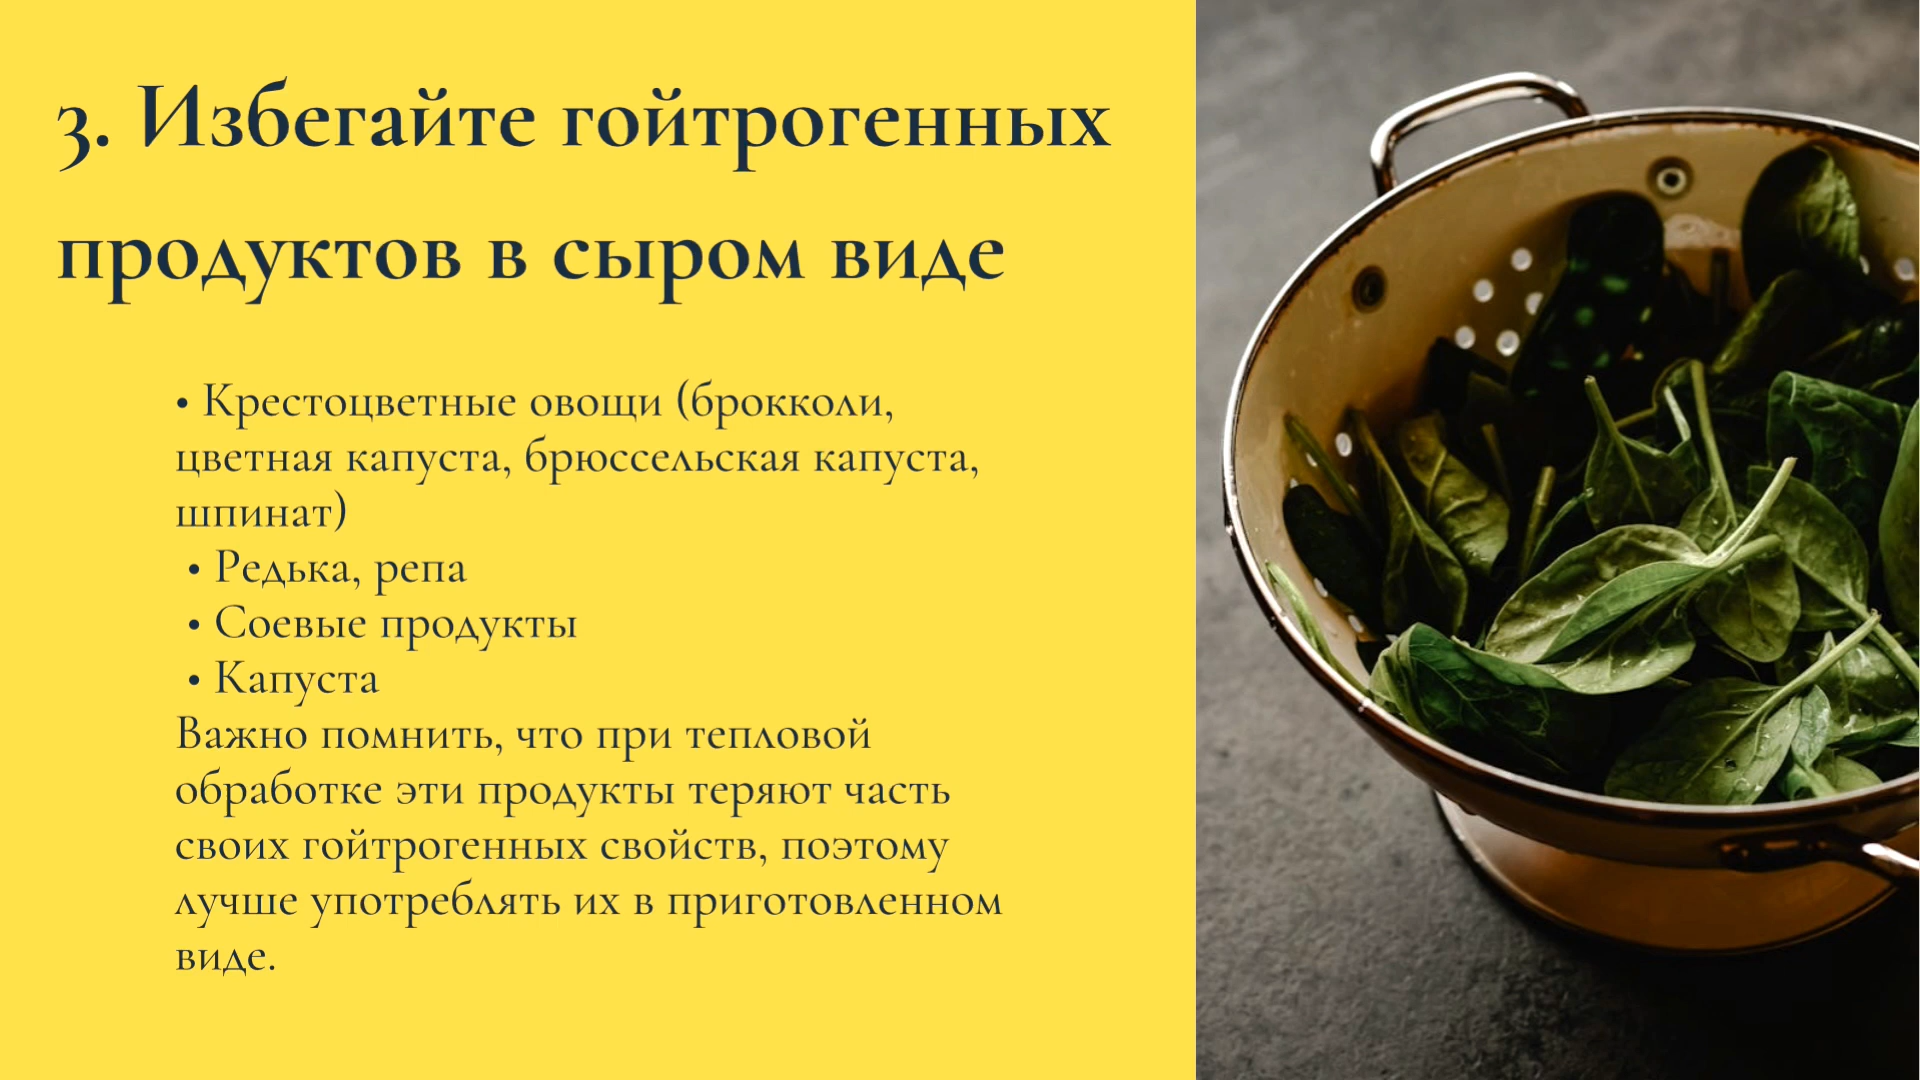 3. Избегайте гойтрогенных
продуктов в сыром виде
• Крестоцветные овощи (брокколи,
цветная капуста, брюссельская капуста,
шпинат)
• Редька, репа
• Соевые продукты
• Капуста
Важно помнить, что при тепловой
обработке эти продукты теряют часть
своих гойтрогенных свойств, поэтому
лучше употреблять их в приготовленном
виде.